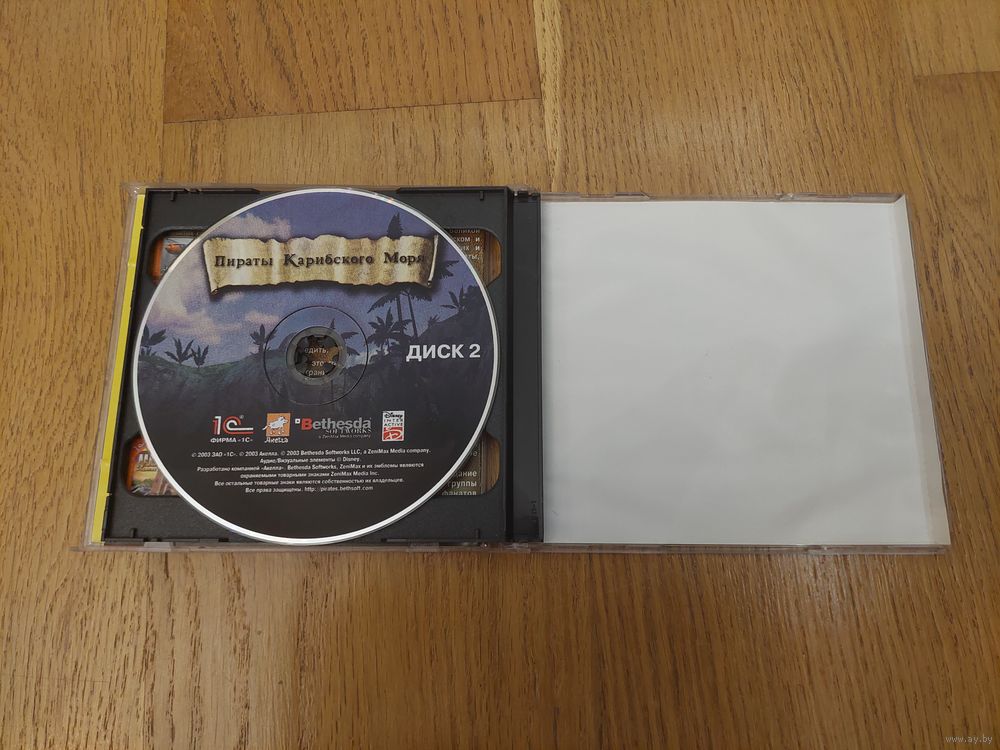 Пираты Карибского Моря
ДИСК 2
1С®
ФИРМА «1С»
Акелла
Bethesda
SOFTWORKS
a ZeniMax Media company
Disney
INTER
ACTIVE
© 2003 ЗАО «1С». © 2003 Акелла. © 2003 Bethesda Softworks LLC, a ZeniMax Media company.
Аудио/Визуальные элементы © Disney.
Разработано компанией «Акелла». Bethesda Softworks, ZeniMax и их эмблемы являются
охраняемыми товарными знаками ZeniMax Media Inc.
Все остальные товарные знаки являются собственностью их владельцев.
Все права защищены. http://pirates.bethsoft.com
группы
фанатов
www.ay.by